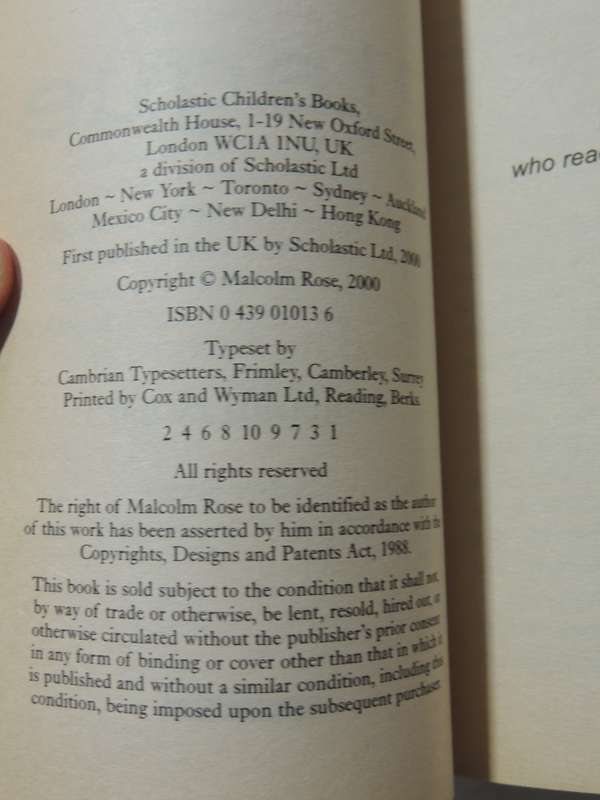 Scholastic Children's Books,
Commonwealth House, 1-19 New Oxford Street,
London WC1A 1NU, UK
a division of Scholastic Ltd
London ~ New York ~ Toronto ~ Sydney ~ Auckland
Mexico City ~ New Delhi ~ Hong Kong
First published in the UK by Scholastic Ltd, 2000
Copyright © Malcolm Rose, 2000
ISBN 0 439 01013 6
Typeset by
Cambrian Typesetters, Frimley, Camberley, Surrey
Printed by Cox and Wyman Ltd, Reading, Berks.
2 4 6 8 10 9 7 3 1
All rights reserved
The right of Malcolm Rose to be identified as the author
of this work has been asserted by him in accordance with the
Copyrights, Designs and Patents Act, 1988.
This book is sold subject to the condition that it shall not,
by way of trade or otherwise, be lent, resold, hired out, or
otherwise circulated without the publisher's prior consent
in any form of binding or cover other than that in which it
is published and without a similar condition, including this
condition, being imposed upon the subsequent purchaser.
who